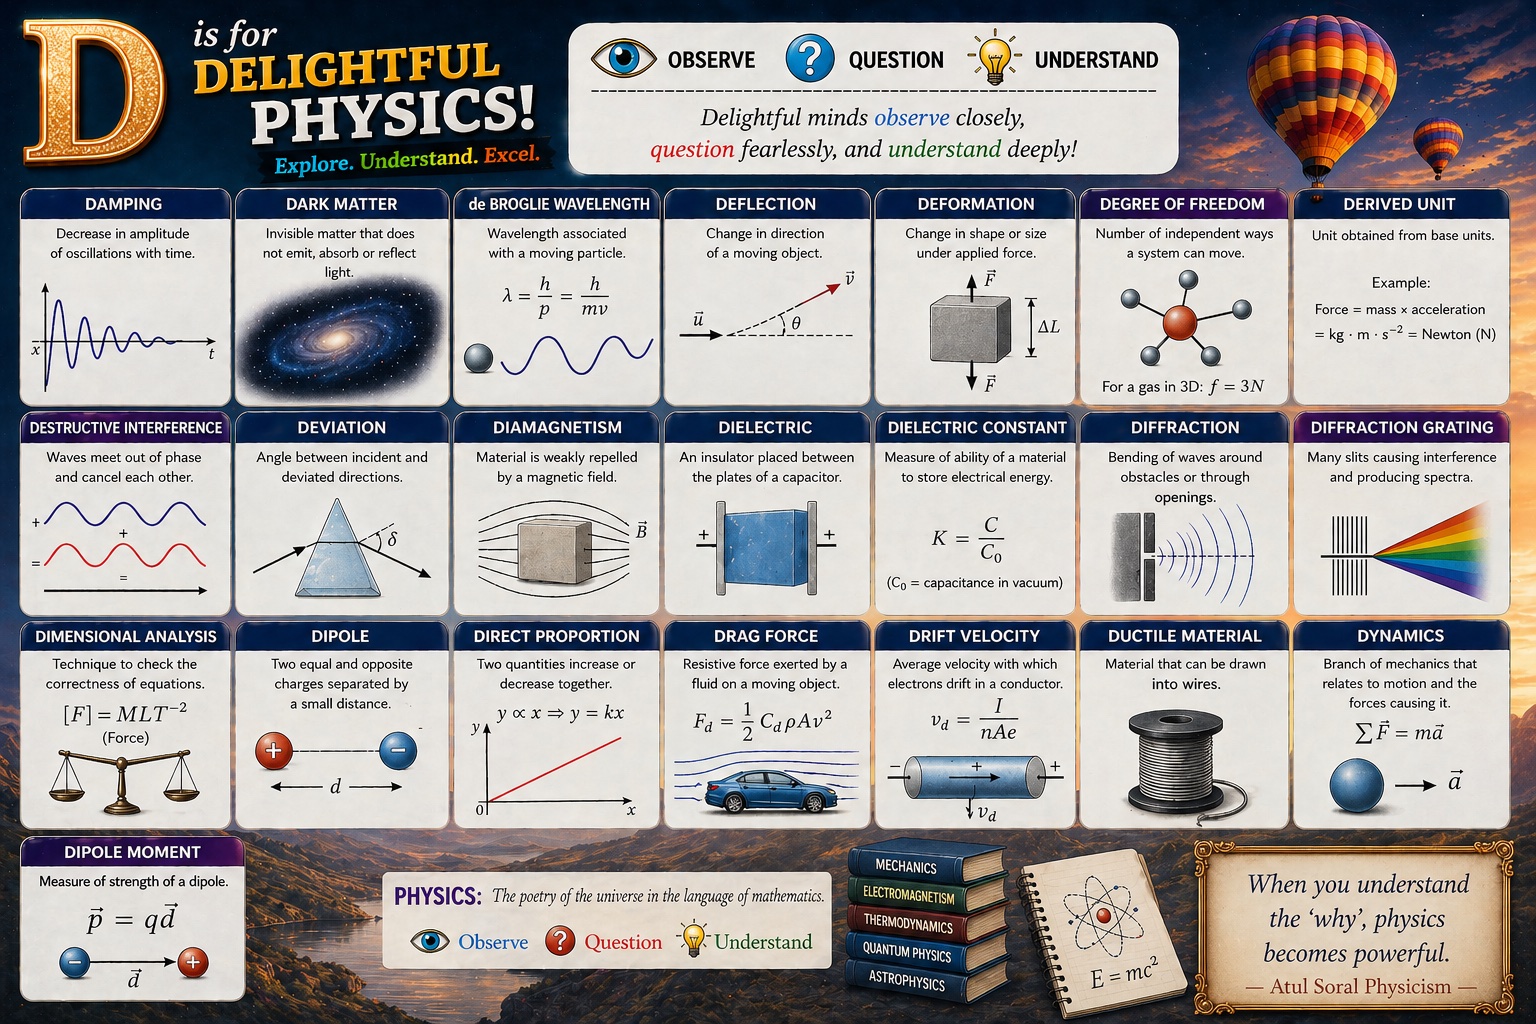 D
is for
DELIGHTFUL
PHYSICS!
Explore. Understand. Excel.
OBSERVE
?
QUESTION
UNDERSTAND
Delightful minds observe closely,
question fearlessly, and understand deeply!
DAMPING
Decrease in amplitude
of oscillations with time.
x
t
DARK MATTER
Invisible matter that does
not emit, absorb or reflect
light.
de BROGLIE WAVELENGTH
Wavelength associated
with a moving particle.
λ = h/p = h/mv
DEFLECTION
Change in direction
of a moving object.
v⃗
u⃗
θ
DEFORMATION
Change in shape or size
under applied force.
F⃗
ΔL
F⃗
DEGREE OF FREEDOM
Number of independent ways
a system can move.
For a gas in 3D: f = 3N
DERIVED UNIT
Unit obtained from base units.
Example:
Force = mass × acceleration
= kg · m · s⁻² = Newton (N)
DESTRUCTIVE INTERFERENCE
Waves meet out of phase
and cancel each other.
+
+
=
=
DEVIATION
Angle between incident and
deviated directions.
δ
DIAMAGNETISM
Material is weakly repelled
by a magnetic field.
B⃗
DIELECTRIC
An insulator placed between
the plates of a capacitor.
+ +
DIELECTRIC CONSTANT
Measure of ability of a material
to store electrical energy.
K = C/C₀
(C₀ = capacitance in vacuum)
DIFFRACTION
Bending of waves around
obstacles or through
openings.
DIFFRACTION GRATING
Many slits causing interference
and producing spectra.
DIMENSIONAL ANALYSIS
Technique to check the
correctness of equations.
[F] = MLT⁻²
(Force)
DIPOLE
Two equal and opposite
charges separated by
a small distance.
+ −
d
DIRECT PROPORTION
Two quantities increase or
decrease together.
y ∝ x ⇒ y = kx
y
0
x
DRAG FORCE
Resistive force exerted by a
fluid on a moving object.
F_d = 1/2 C_d ρAv²
DRIFT VELOCITY
Average velocity with which
electrons drift in a conductor.
v_d = I/nAe
− + +
v_d
DUCTILE MATERIAL
Material that can be drawn
into wires.
DYNAMICS
Branch of mechanics that
relates to motion and the
forces causing it.
∑F⃗ = ma⃗
a⃗
DIPOLE MOMENT
Measure of strength of a dipole.
p⃗ = qd⃗
− +
d⃗
PHYSICS: The poetry of the universe in the language of mathematics.
Observe ? Question Understand
MECHANICS
ELECTROMAGNETISM
THERMODYNAMICS
QUANTUM PHYSICS
ASTROPHYSICS
E = mc²
When you understand
the ‘why’, physics
becomes powerful.
— Atul Soral Physicism —